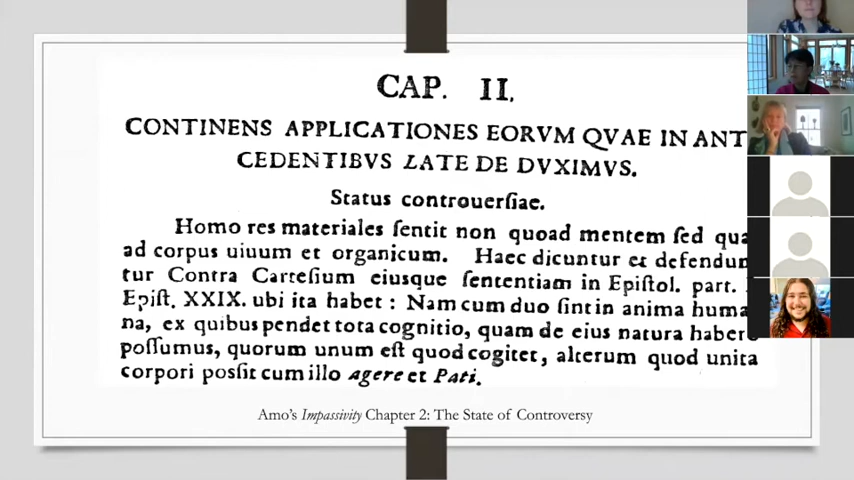 CAP. II.
CONTINENS APPLICATIONES EORVM QVAE IN ANT
CEDENTIBVS LATE DE DVXIMVS.
Status controuerſiae.
Homo res materiales ſentit non quoad mentem ſed qua
ad corpus uiuum et organicum. Haec dicuntur et defendun
tur Contra Carteſium eiusque ſententiam in Epiſtol. part.
Epiſt. XXIX. ubi ita habet : Nam cum duo ſint in anima huma
na, ex quibus pendet tota cognitio, quam de eius natura habere
poſſumus, quorum unum eſt quod cogitet, alterum quod unita
corpori poſſit cum illo agere et Pati.
Amo's Impassivity Chapter 2: The State of Controversy